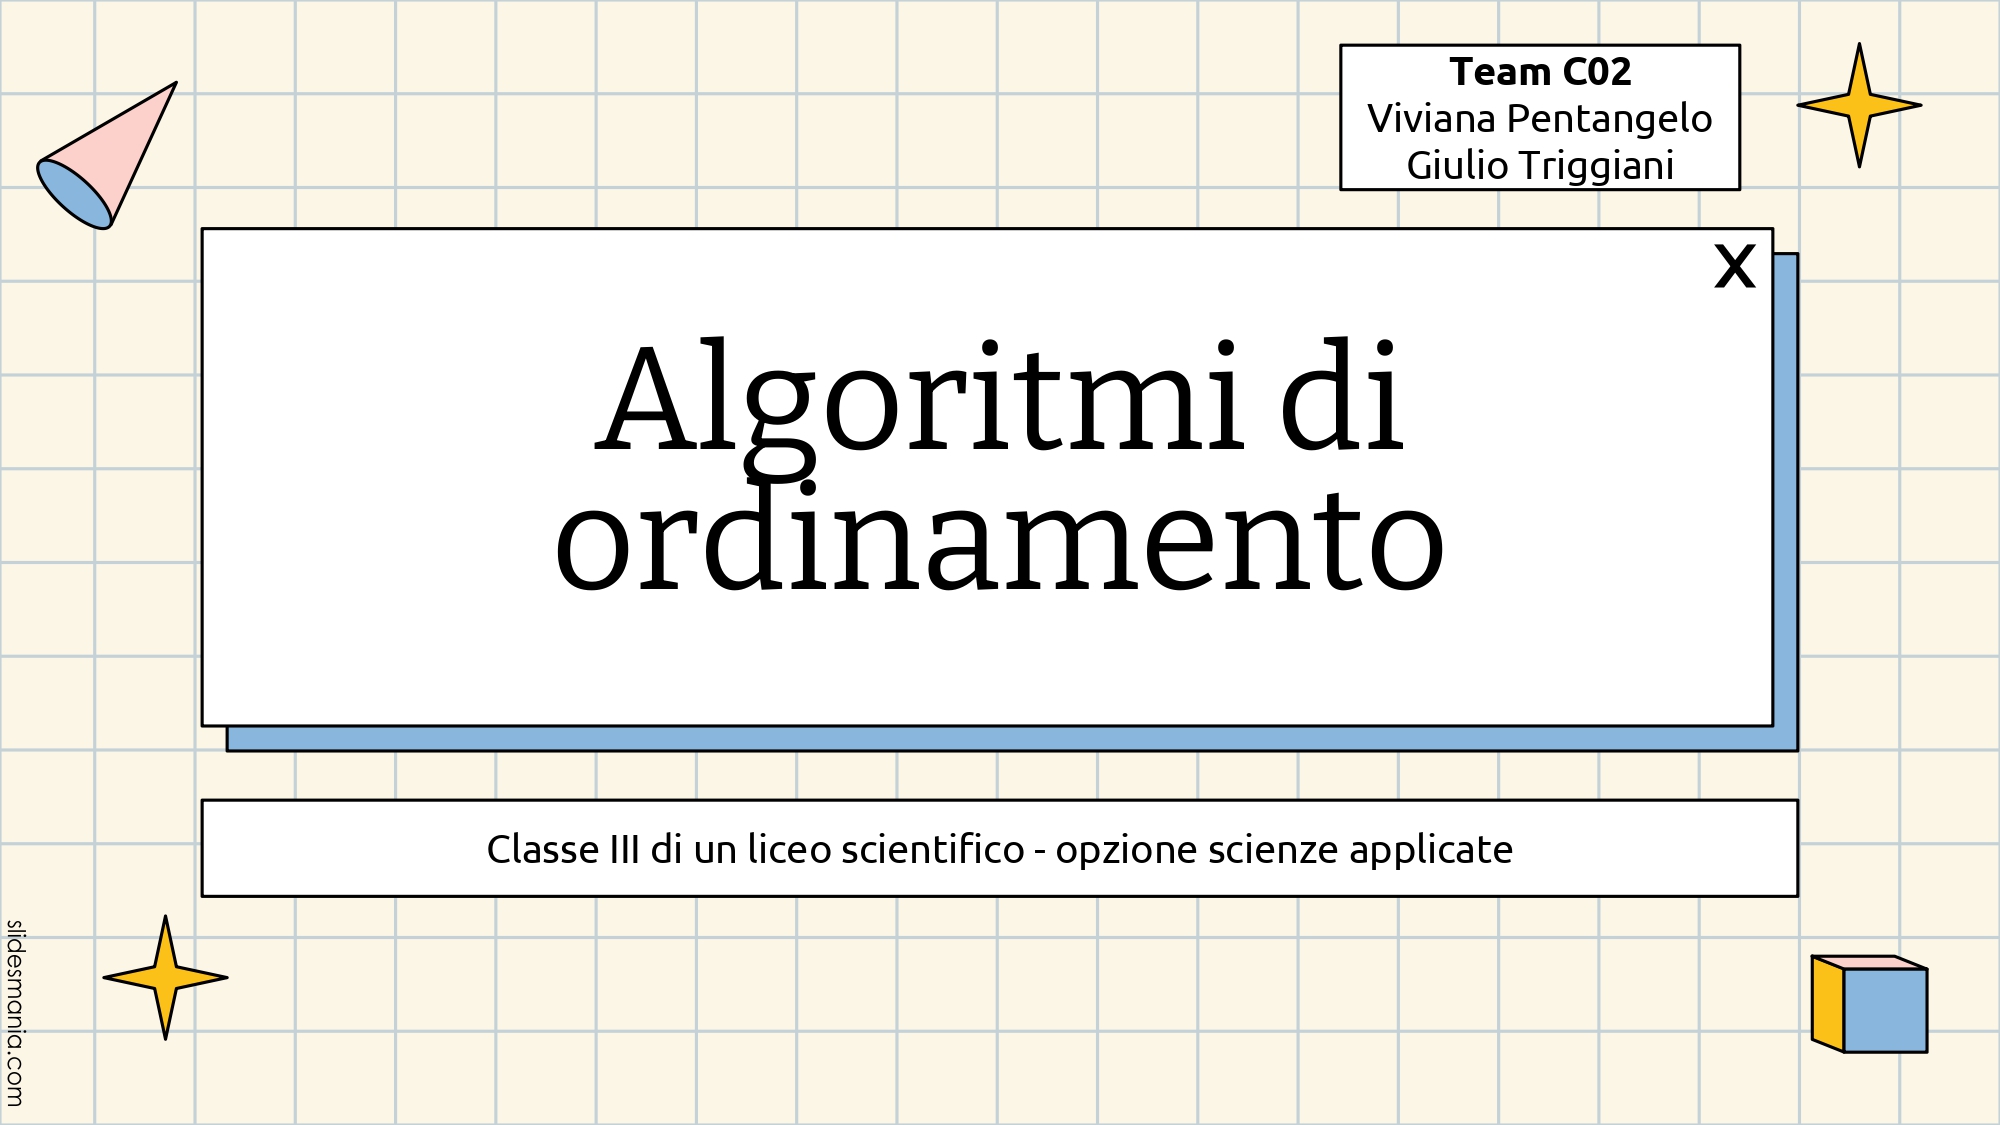 Team C02
Viviana Pentangelo
Giulio Triggiani
X
Algoritmi di
ordinamento
Classe III di un liceo scientifico - opzione scienze applicate
slidesmania.com